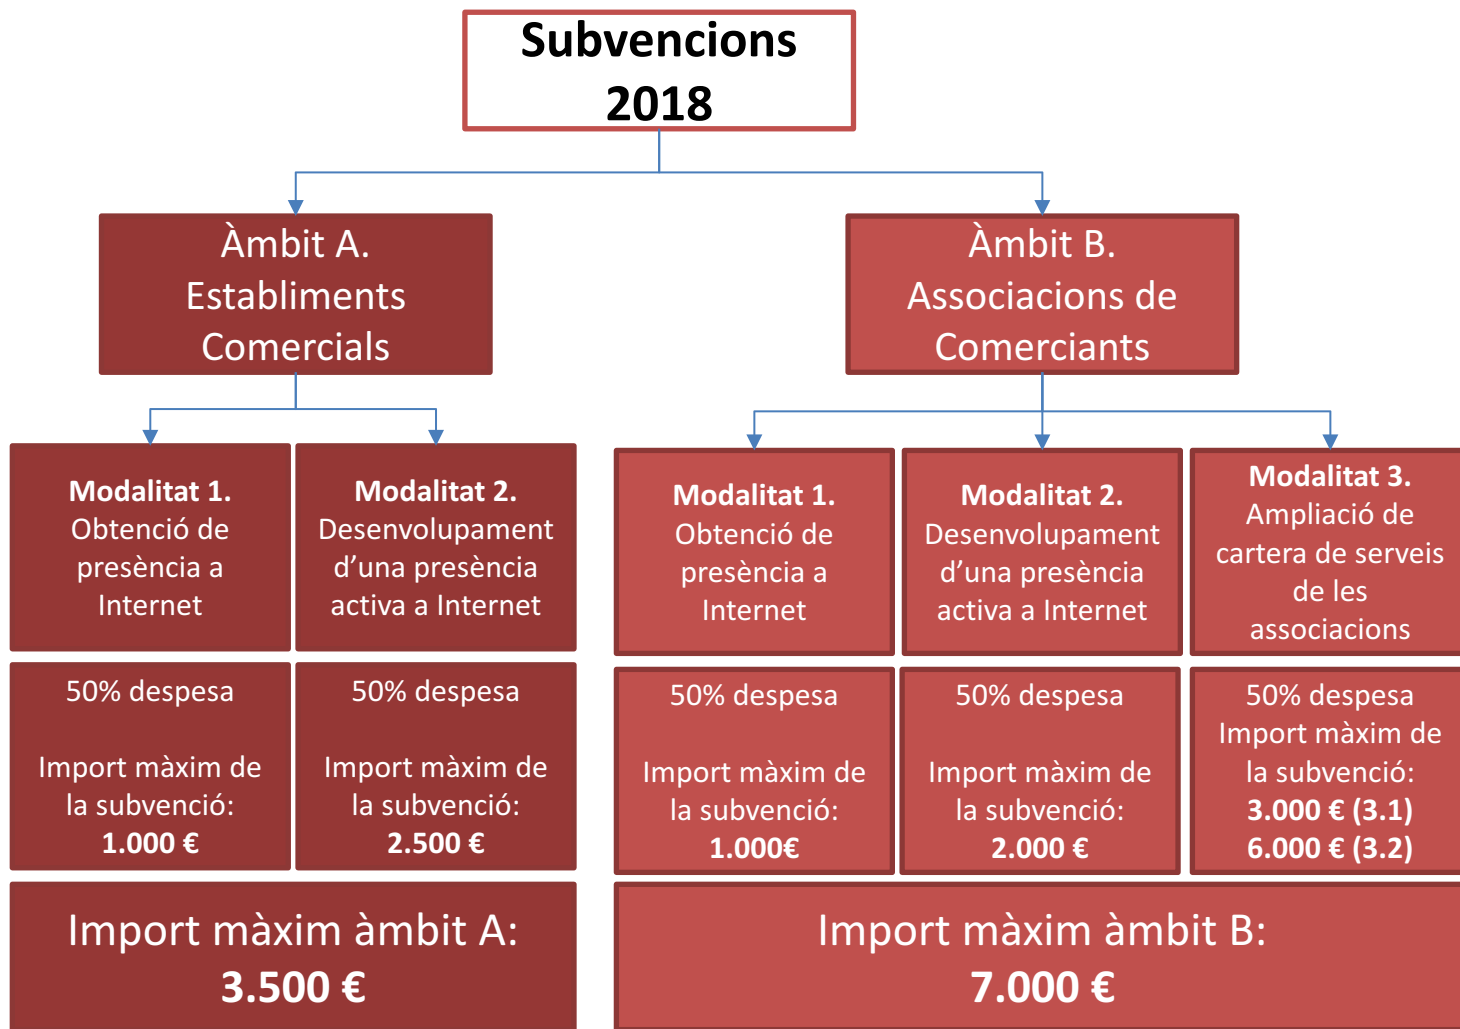 Subvencions
2018
Àmbit A.
Establiments
Comercials
Àmbit B.
Associacions de
Comerciants
Modalitat 1.
Obtenció de
presència a
Internet
Modalitat 2.
Desenvolupament
d’una presència
activa a Internet
Modalitat 1.
Obtenció de
presència a
Internet
Modalitat 2.
Desenvolupament
d’una presència
activa a Internet
Modalitat 3.
Ampliació de
cartera de serveis
de les
associacions
50% despesa
Import màxim de
la subvenció:
1.000 €
50% despesa
Import màxim de
la subvenció:
2.500 €
50% despesa
Import màxim de
la subvenció:
1.000€
50% despesa
Import màxim de
la subvenció:
2.000 €
50% despesa
Import màxim de
la subvenció:
3.000 € (3.1)
6.000 € (3.2)
Import màxim àmbit A:
3.500 €
Import màxim àmbit B:
7.000 €